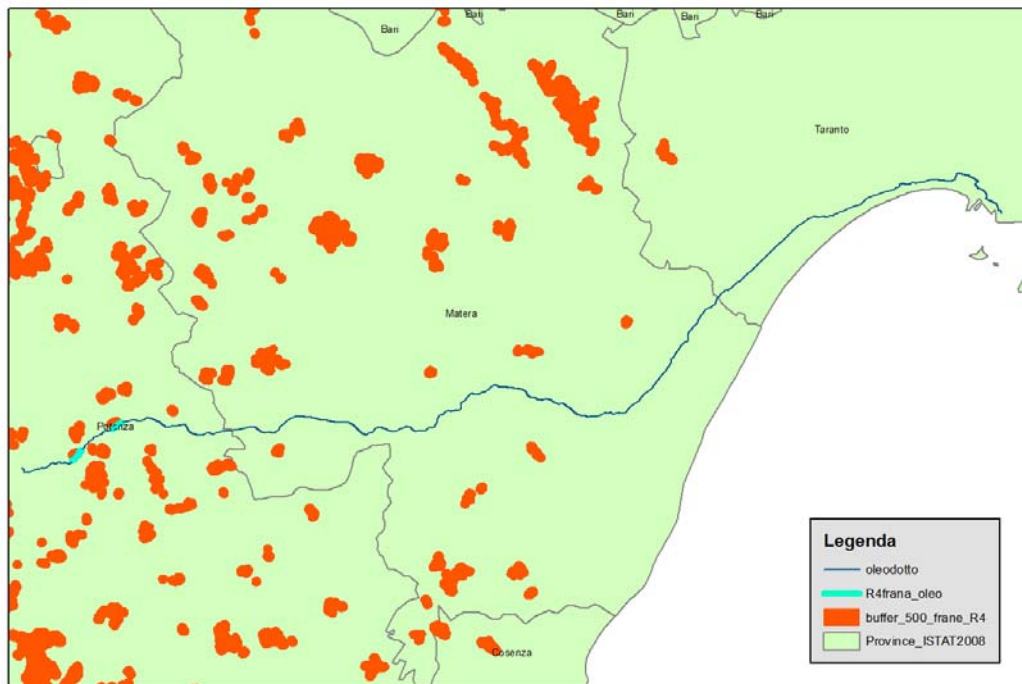 Bari
Bari
Bari
Bari
Bari
Taranto
Matera
Potenza
Cosenza
Legenda
oleodotto
R4frana_oleo
buffer_500_frane_R4
Province_ISTAT2008